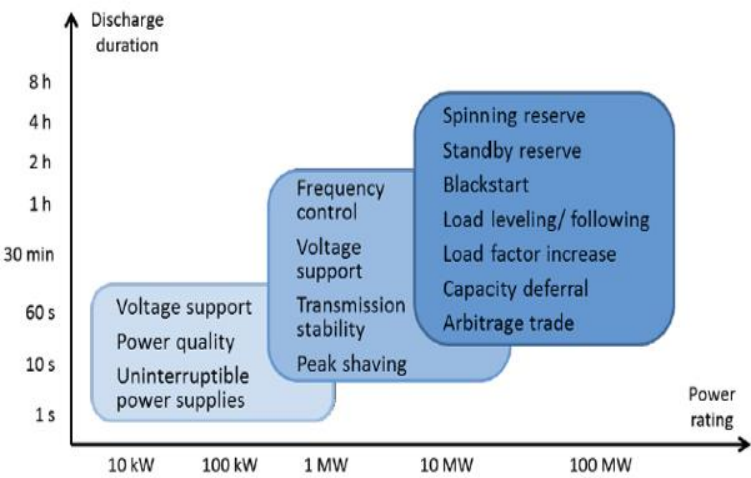 Discharge
duration
8 h
4 h
2 h
1 h
30 min
60 s
10 s
1 s
Voltage support
Power quality
Uninterruptible
power supplies
Frequency
control
Voltage
support
Transmission
stability
Peak shaving
Spinning reserve
Standby reserve
Blackstart
Load leveling/ following
Load factor increase
Capacity deferral
Arbitrage trade
Power
rating
10 kW
100 kW
1 MW
10 MW
100 MW